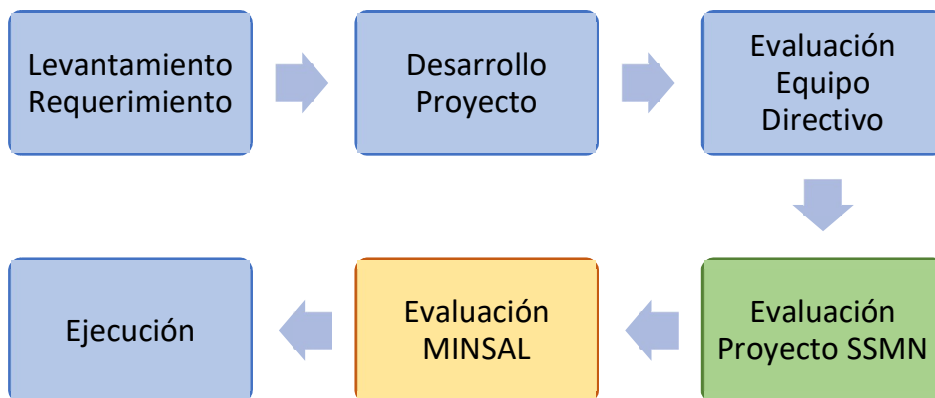 Levantamiento
Requerimiento
Desarrollo
Proyecto
Evaluación
Equipo
Directivo
Evaluación
Proyecto SSMN
Evaluación
MINSAL
Ejecución